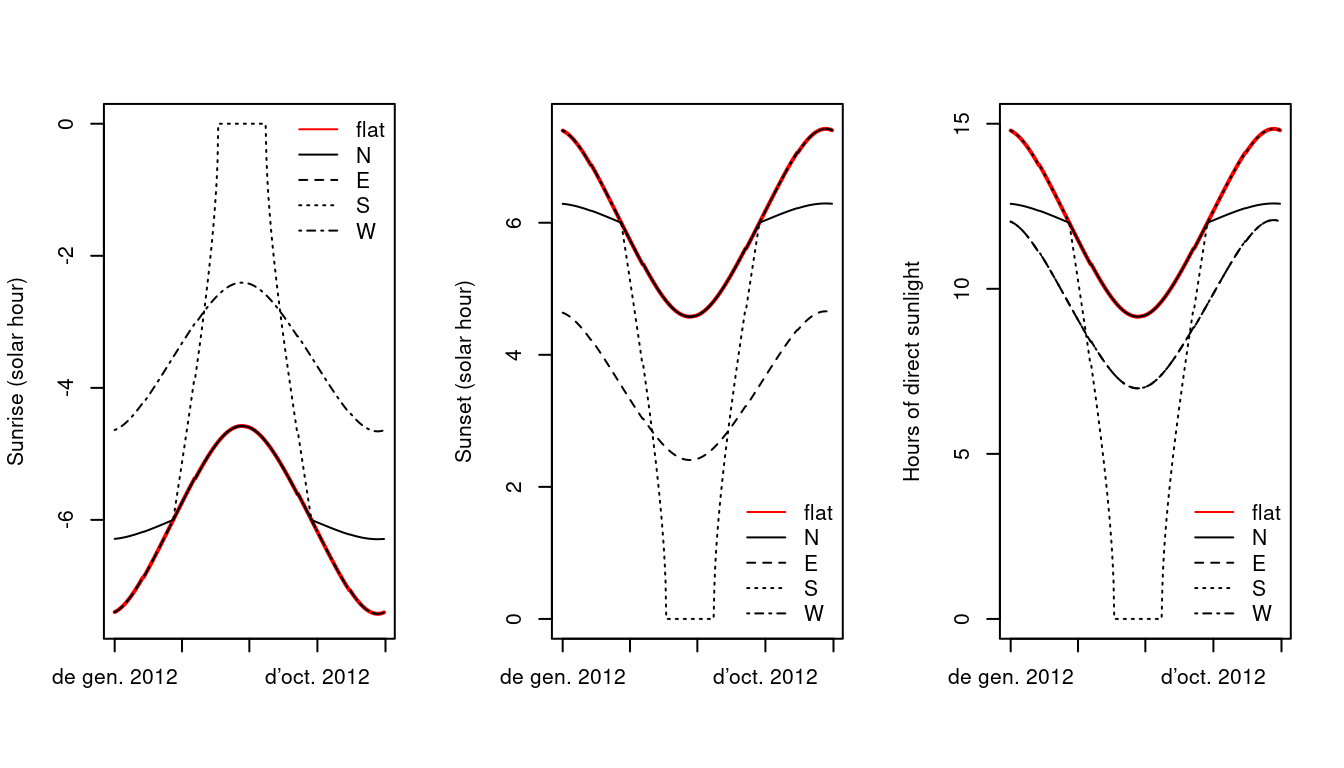 Sunrise (solar hour)
0
-2
-4
-6
flat
N
E
S
W
de gen. 2012
d'oct. 2012
Sunset (solar hour)
6
4
2
0
flat
N
E
S
W
de gen. 2012
d'oct. 2012
Hours of direct sunlight
15
10
5
0
flat
N
E
S
W
de gen. 2012
d'oct. 2012